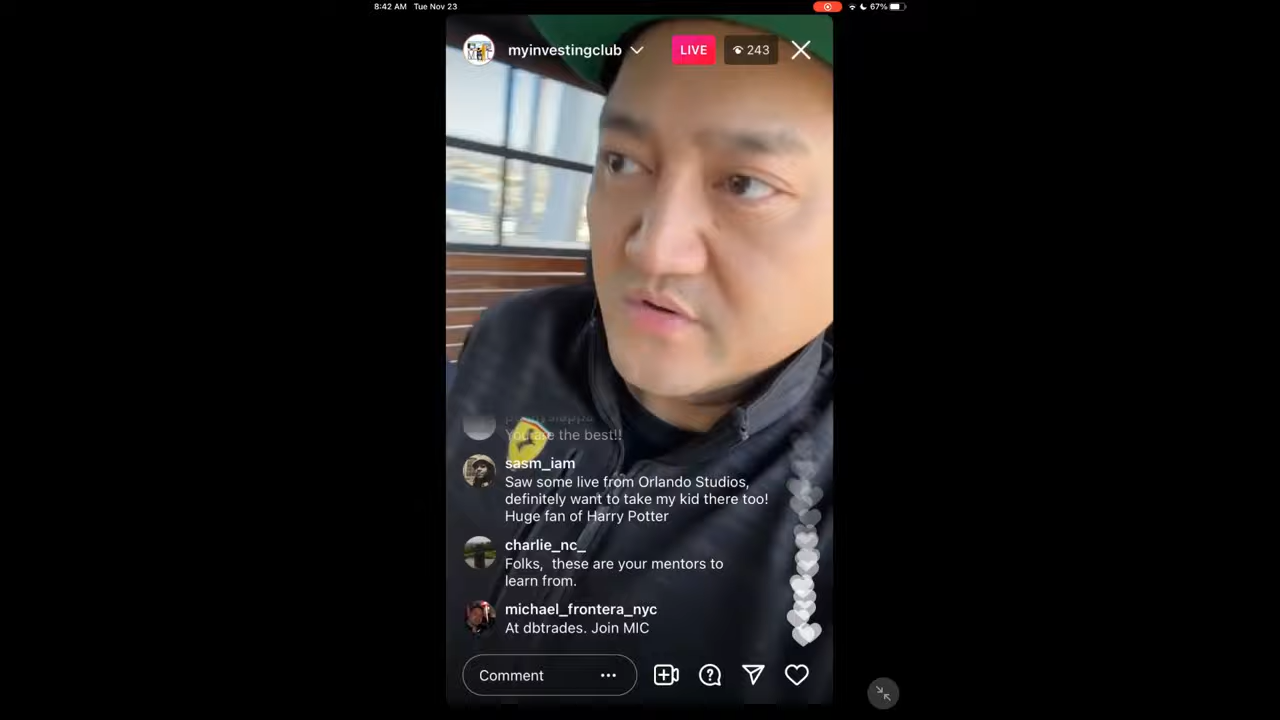 8:42 AM Tue Nov 23
67%
myinvestingclub
LIVE
243
You are the best!!
sasm_iam
Saw some live from Orlando Studios,
definitely want to take my kid there too!
Huge fan of Harry Potter
charlie_nc_
Folks, these are your mentors to
learn from.
michael_frontera_nyc
At dbtrades. Join MIC
Comment